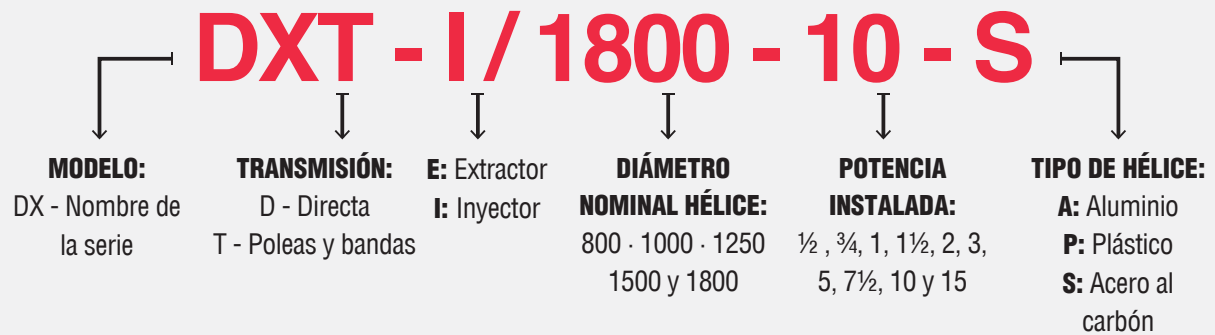 DXT - I / 1800 - 10 - S
MODELO:
DX - Nombre de
la serie
TRANSMISIÓN:
D - Directa
T - Poleas y bandas
E: Extractor
I: Inyector
DIÁMETRO
NOMINAL HÉLICE:
800 · 1000 · 1250
1500 y 1800
POTENCIA
INSTALADA:
½ , ¾, 1, 1½, 2, 3,
5, 7½, 10 y 15
TIPO DE HÉLICE:
A: Aluminio
P: Plástico
S: Acero al
carbón